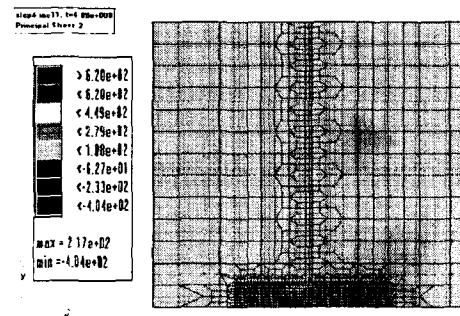 Principal Stress 2
> 6.20e+02
< 6.20e+02
< 4.49e+02
< 2.79e+02
< 1.08e+02
<-6.27e+01
<-2.33e+02
<-4.04e+02
max = 2.17e+02
min =-4.04e+02
y